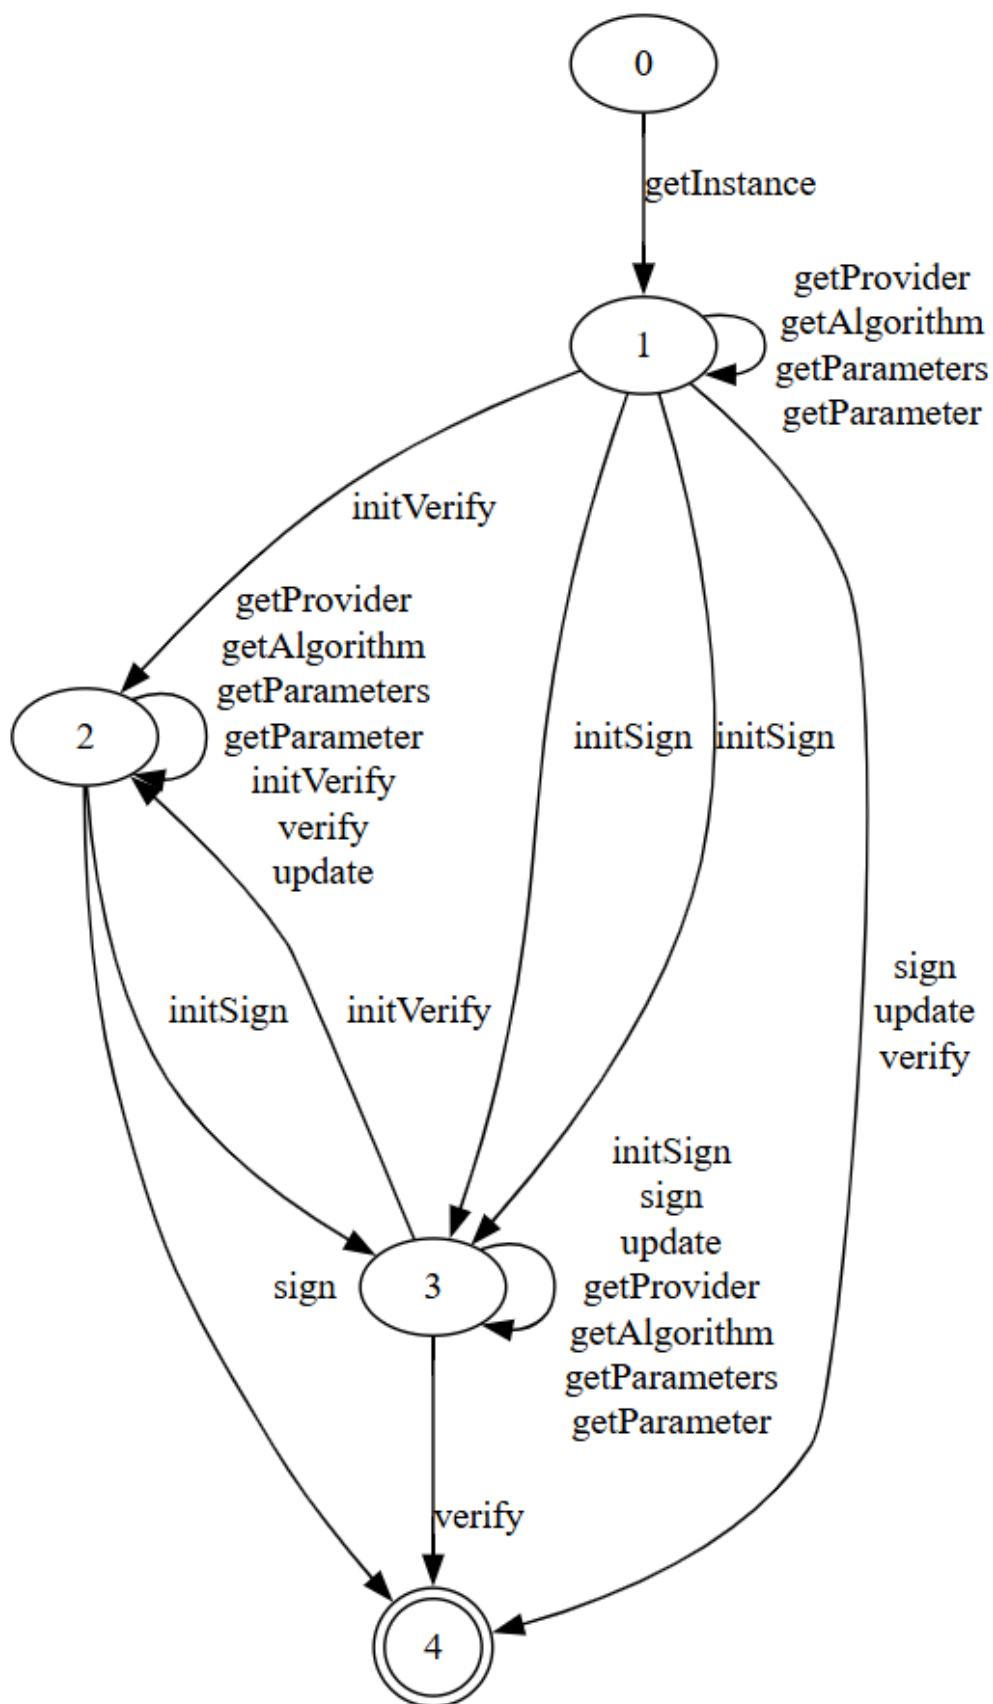 0
getInstance
getProvider
getAlgorithm
getParameters
getParameter
1
initVerify
getProvider
getAlgorithm
getParameters
getParameter
initVerify
verify
update
2
initSign
initSign
sign
update
verify
initSign
initVerify
initSign
sign
update
getProvider
getAlgorithm
getParameters
getParameter
sign
3
verify
4